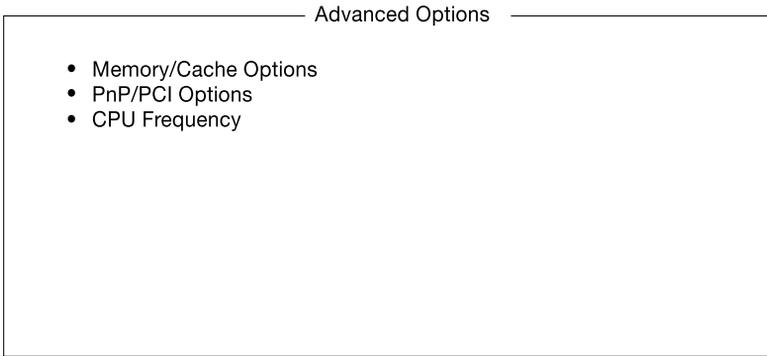 Advanced Options
• Memory/Cache Options
• PnP/PCI Options
• CPU Frequency